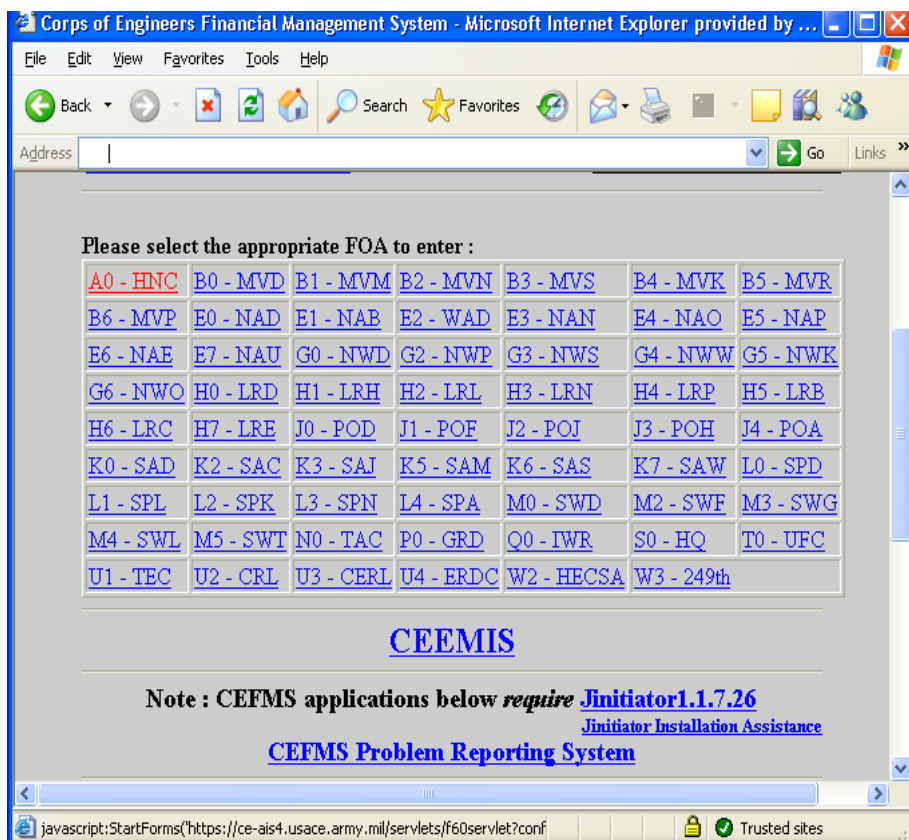 Corps of Engineers Financial Management System - Microsoft Internet Explorer provided by ...
File Edit View Favorites Tools Help
Back Search Favorites
Address Go Links »
Please select the appropriate FOA to enter :
A0 - HNC B0 - MVD B1 - MVM B2 - MVN B3 - MVS B4 - MVK B5 - MVR
B6 - MVP E0 - NAD E1 - NAB E2 - WAD E3 - NAN E4 - NAO E5 - NAP
E6 - NAE E7 - NAU G0 - NWD G2 - NWP G3 - NWS G4 - NWW G5 - NWK
G6 - NWO H0 - LRD H1 - LRH H2 - LRL H3 - LRN H4 - LRP H5 - LRB
H6 - LRC H7 - LRE J0 - POD J1 - POF J2 - POJ J3 - POH J4 - POA
K0 - SAD K2 - SAC K3 - SAJ K5 - SAM K6 - SAS K7 - SAW L0 - SPD
L1 - SPL L2 - SPK L3 - SPN L4 - SPA M0 - SWD M2 - SWF M3 - SWG
M4 - SWL M5 - SWT N0 - TAC P0 - GRD Q0 - IWR S0 - HQ T0 - UFC
U1 - TEC U2 - CRL U3 - CERL U4 - ERDC W2 - HECSA W3 - 249th
CEEMIS
Note : CEFMS applications below require Jinitiator1.1.7.26
Jinitiator Installation Assistance
CEFMS Problem Reporting System
javascript:StartForms('https://ce-ais4.usace.army.mil/servlets/f60servlet?conf Trusted sites